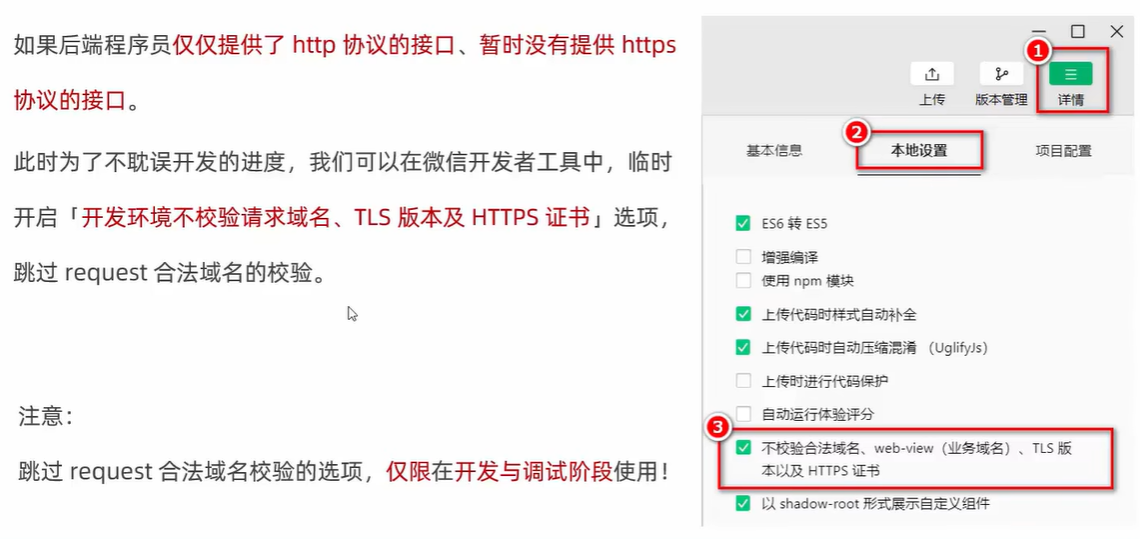 如果后端程序员仅仅提供了 http 协议的接口、暂时没有提供 https
协议的接口。
此时为了不耽误开发的进度，我们可以在微信开发者工具中，临时
开启「开发环境不校验请求域名、TLS 版本及 HTTPS 证书」选项，
跳过 request 合法域名的校验。
注意：
跳过 request 合法域名校验的选项，仅限在开发与调试阶段使用！
1
上传 版本管理 详情
2
基本信息 本地设置 项目配置
ES6 转 ES5
增强编译
使用 npm 模块
上传代码时样式自动补全
上传代码时自动压缩混淆 （UglifyJs）
上传时进行代码保护
自动运行体验评分
3
不校验合法域名、web-view（业务域名）、TLS 版
本以及 HTTPS 证书
以 shadow-root 形式展示自定义组件